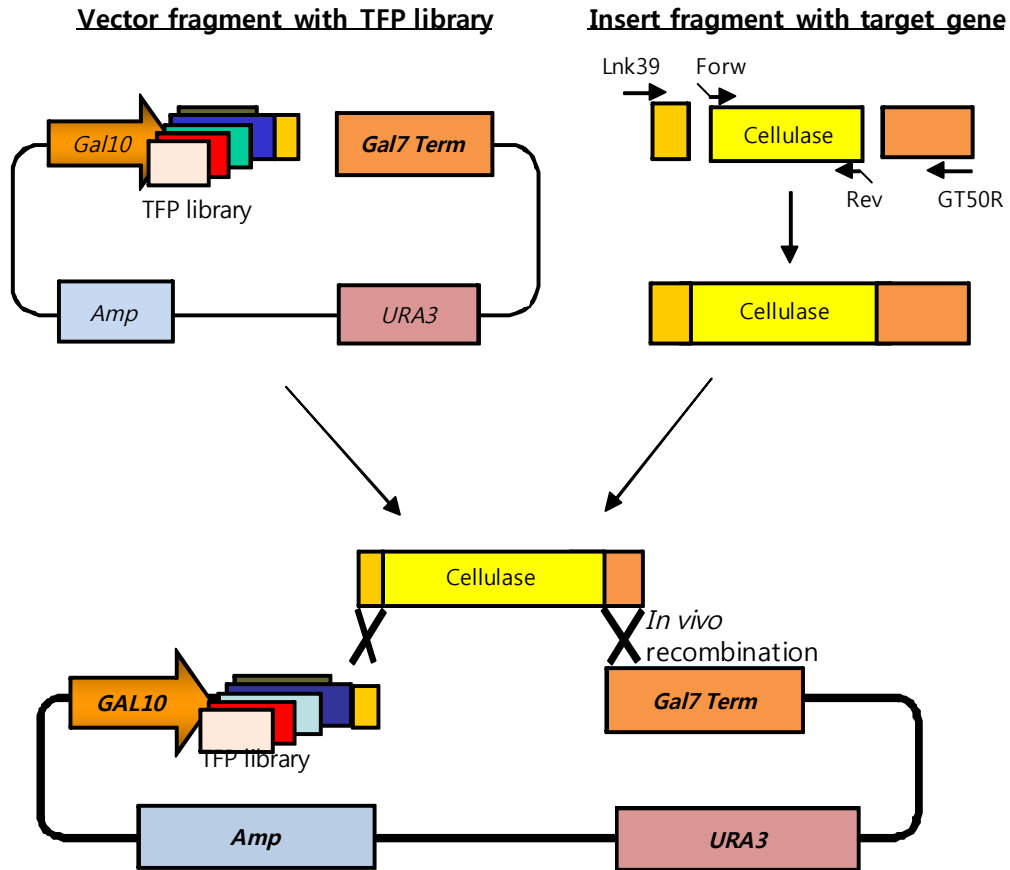 Vector fragment with TFP library
Insert fragment with target gene
Lnk39
Forw
Gal10
Gal7 Term
Cellulase
TFP library
Rev
GT50R
Amp
URA3
Cellulase
Cellulase
In vivo
recombination
GAL10
Gal7 Term
TFP library
Amp
URA3